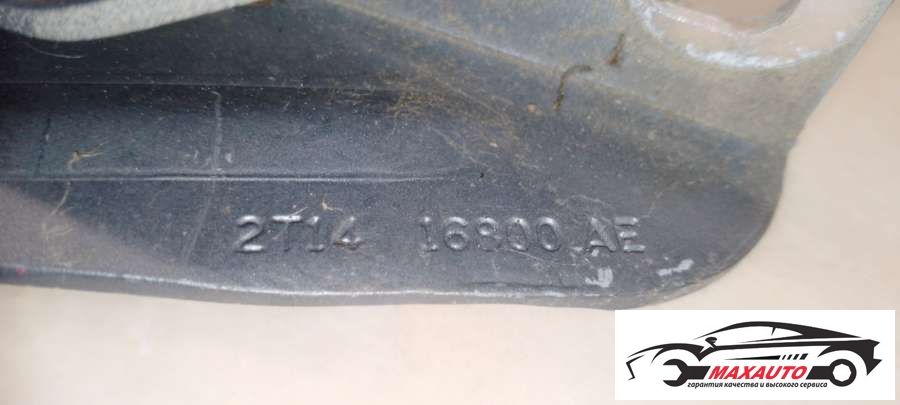 2T14 16800 AE
MAXAUTO
гарантия качества и высокого сервиса